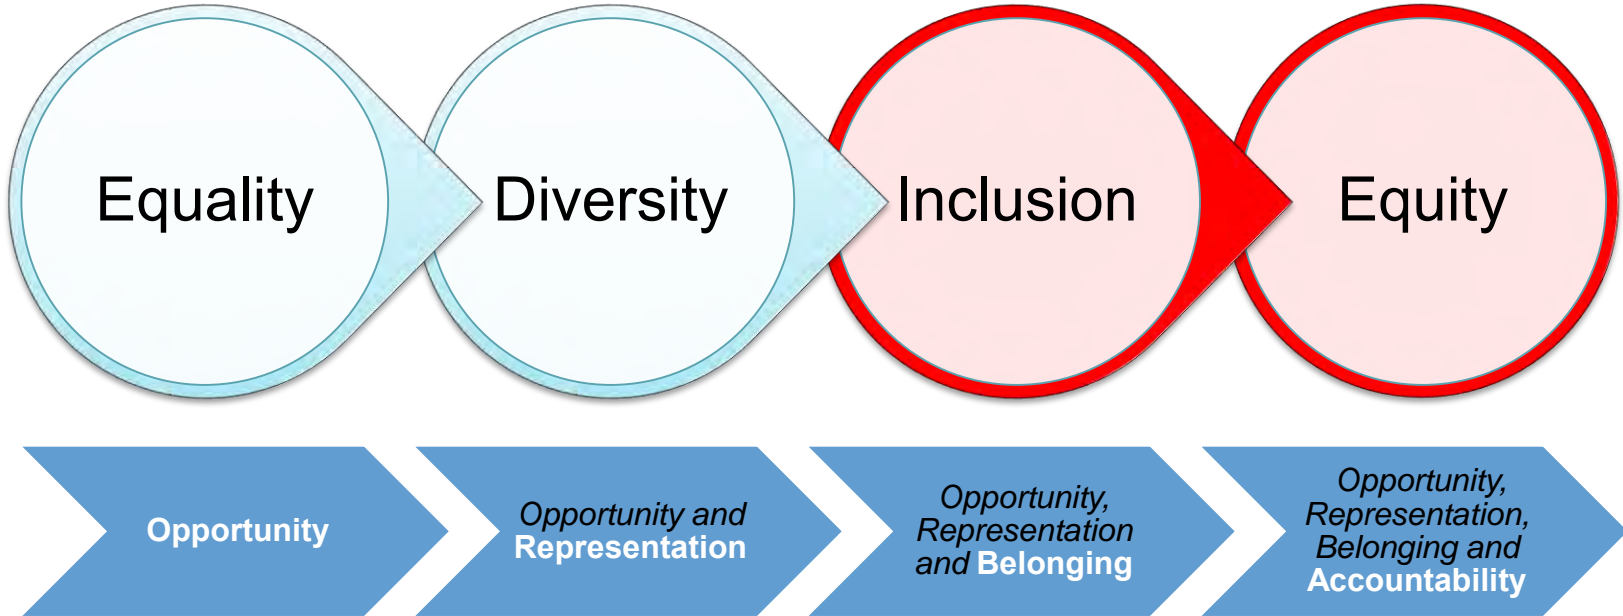 Equality
Diversity
Inclusion
Equity
Opportunity
Opportunity and
Representation
Opportunity,
Representation
and Belonging
Opportunity,
Representation,
Belonging and
Accountability